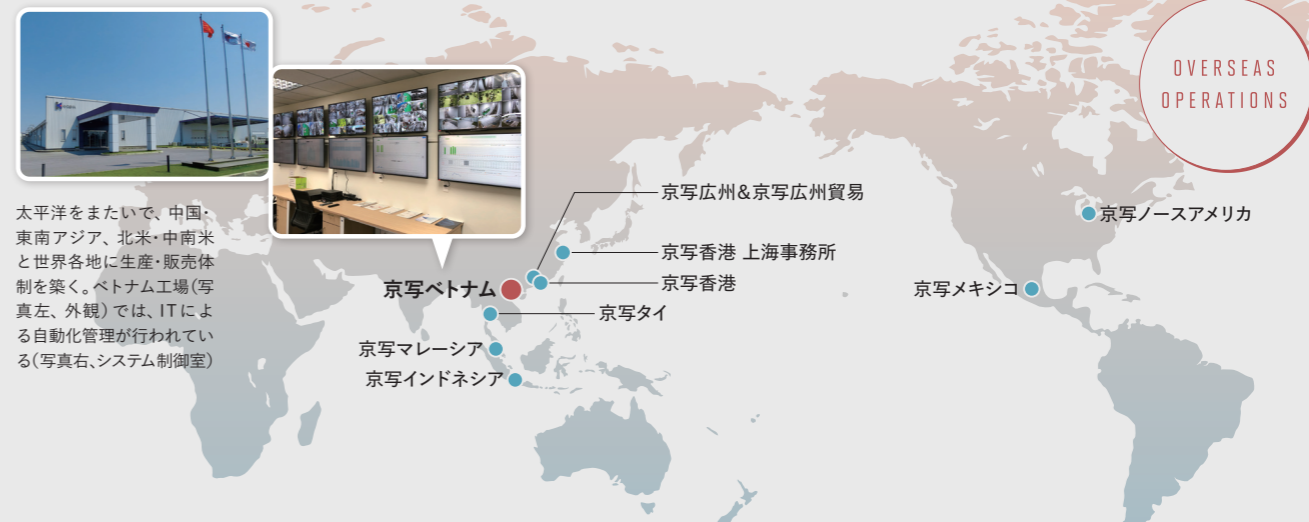 OVERSEAS
OPERATIONS
太平洋をまたいで、中国・
東南アジア、北米・中南米
と世界各地に生産・販売体
制を築く。ベトナム工場(写
真左、外観)では、ITによ
る自動化管理が行われてい
る(写真右、システム制御室)
京写広州&京写広州貿易
京写香港 上海事務所
京写香港
京写ベトナム
京写タイ
京写マレーシア
京写インドネシア
京写ノースアメリカ
京写メキシコ